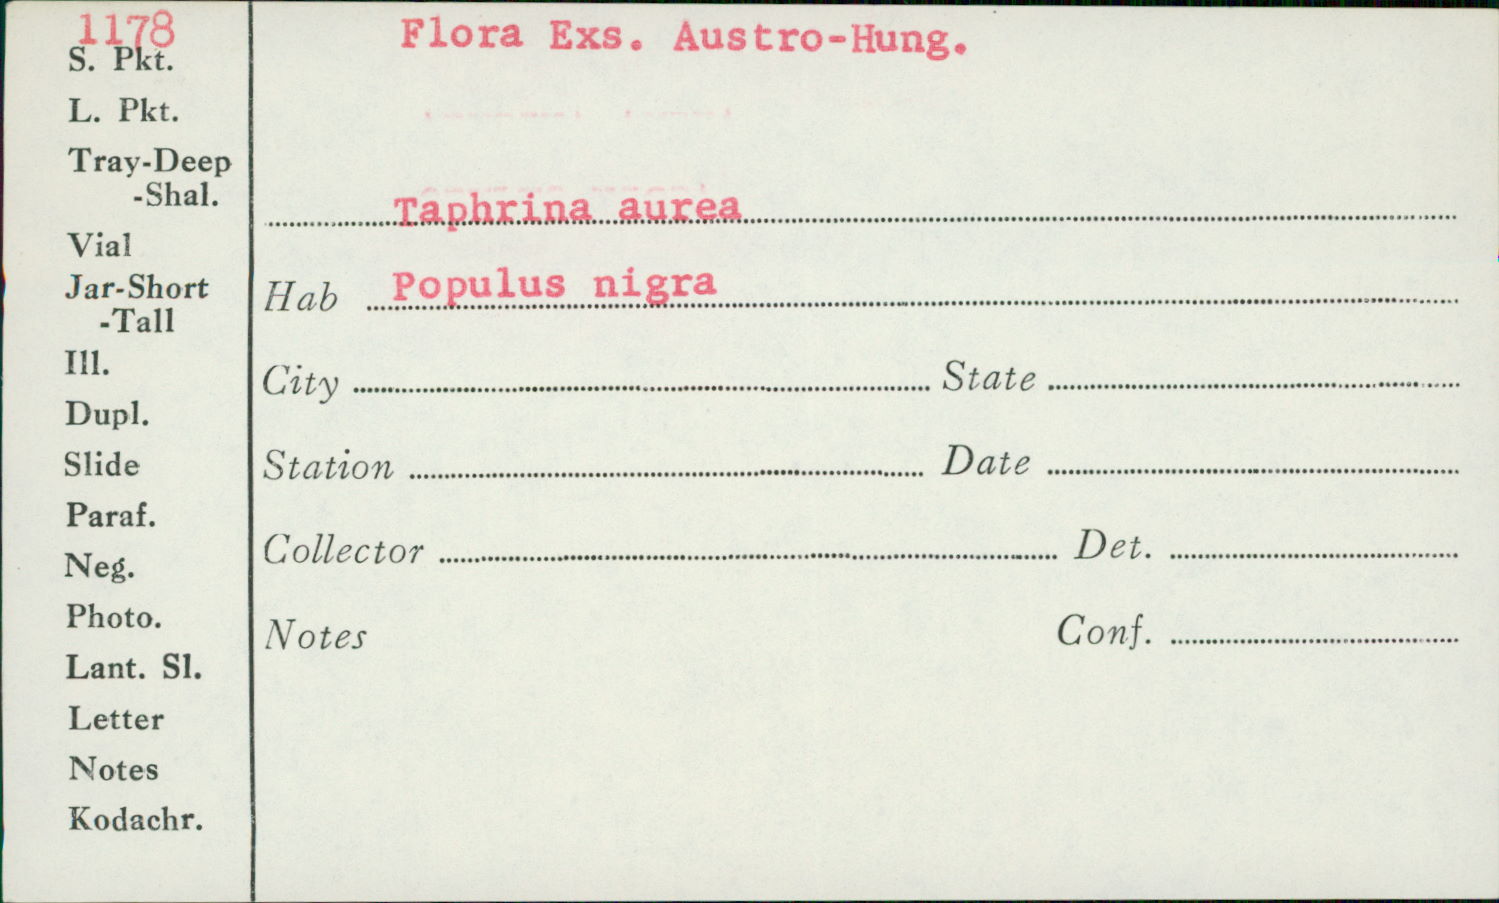 1178
S. Pkt.
L. Pkt.
Tray-Deep
-Shal.
Vial
Jar-Short
-Tall
Ill.
Dupl.
Slide
Paraf.
Neg.
Photo.
Lant. Sl.
Letter
Notes
Kodachr.
Flora Exs. Austro-Hung.
Taphrina aurea
Hab Populus nigra
City State
Station Date
Collector Det.
Notes Conf.